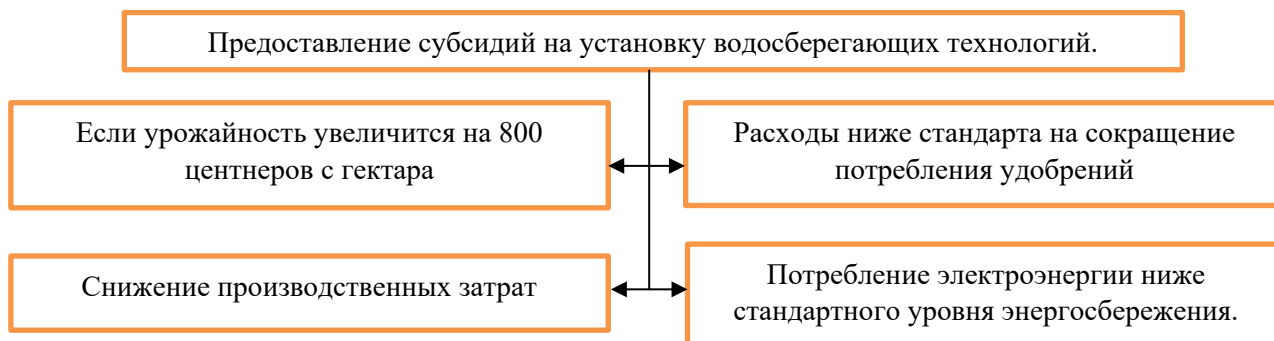 Предоставление субсидий на установку водосберегающих технологий.
Если урожайность увеличится на 800
центнеров с гектара
Расходы ниже стандарта на сокращение
потребления удобрений
Снижение производственных затрат
Потребление электроэнергии ниже
стандартного уровня энергосбережения.